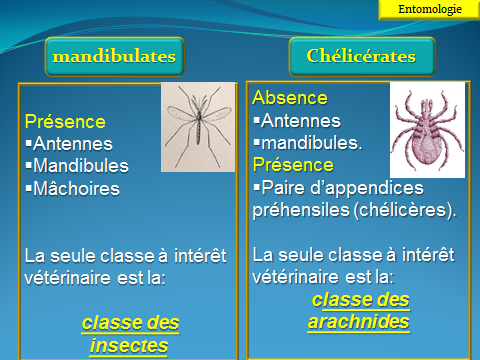 Entomologie
mandibulates
Présence
▪Antennes
▪Mandibules
▪Mâchoires
La seule classe à intérêt
vétérinaire est la:
classe des
insectes
Chélicérates
Absence
▪Antennes
▪mandibules.
Présence
▪Paire d'appendices
préhensiles (chélicères).
La seule classe à intérêt
vétérinaire est la:
classe des
arachnides